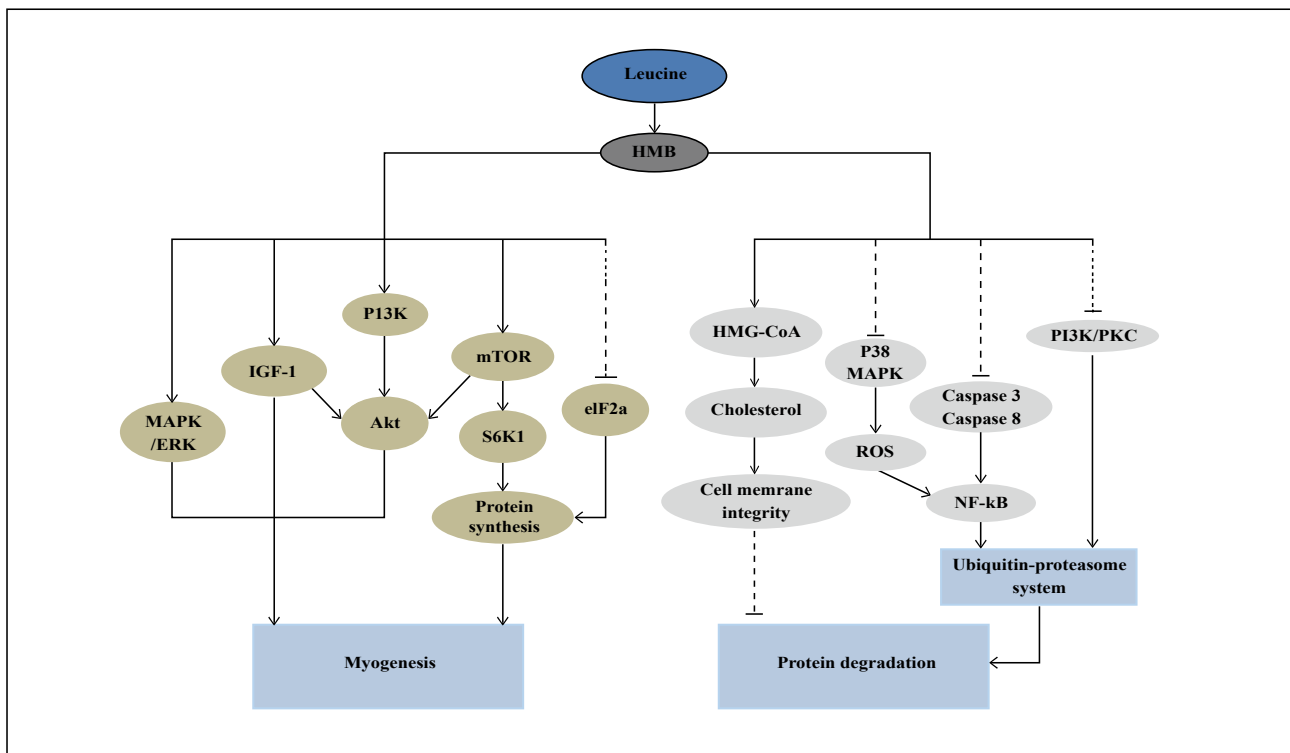 Leucine
HMB
P13K
IGF-1
mTOR
MAPK
/ERK
Akt
eIF2a
S6K1
Protein
synthesis
Myogenesis
HMG-CoA
P38
MAPK
PI3K/PKC
Cholesterol
Caspase 3
Caspase 8
ROS
Cell memrane
integrity
NF-kB
Ubiquitin-proteasome
system
Protein degradation